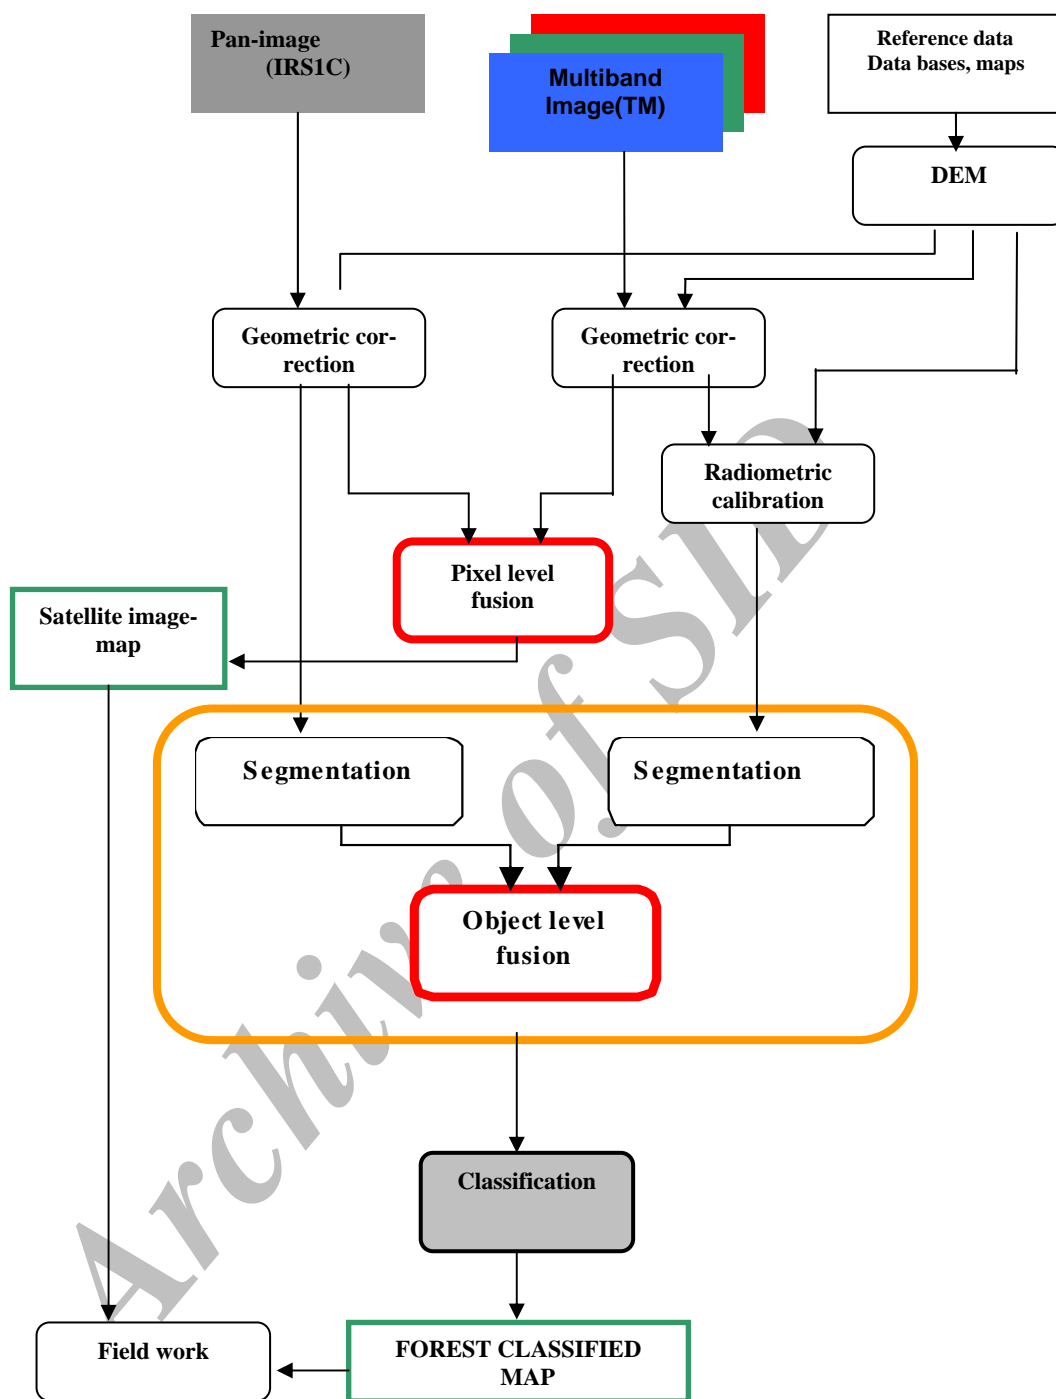 Pan-image
(IRS1C)
Multiband
Image(TM)
Reference data
Data bases, maps
DEM
Geometric cor-
rection
Geometric cor-
rection
Radiometric
calibration
Pixel level
fusion
Satellite image-
map
Segmentation
Segmentation
Object level
fusion
Classification
Field work
FOREST CLASSIFIED
MAP
Archive of SID